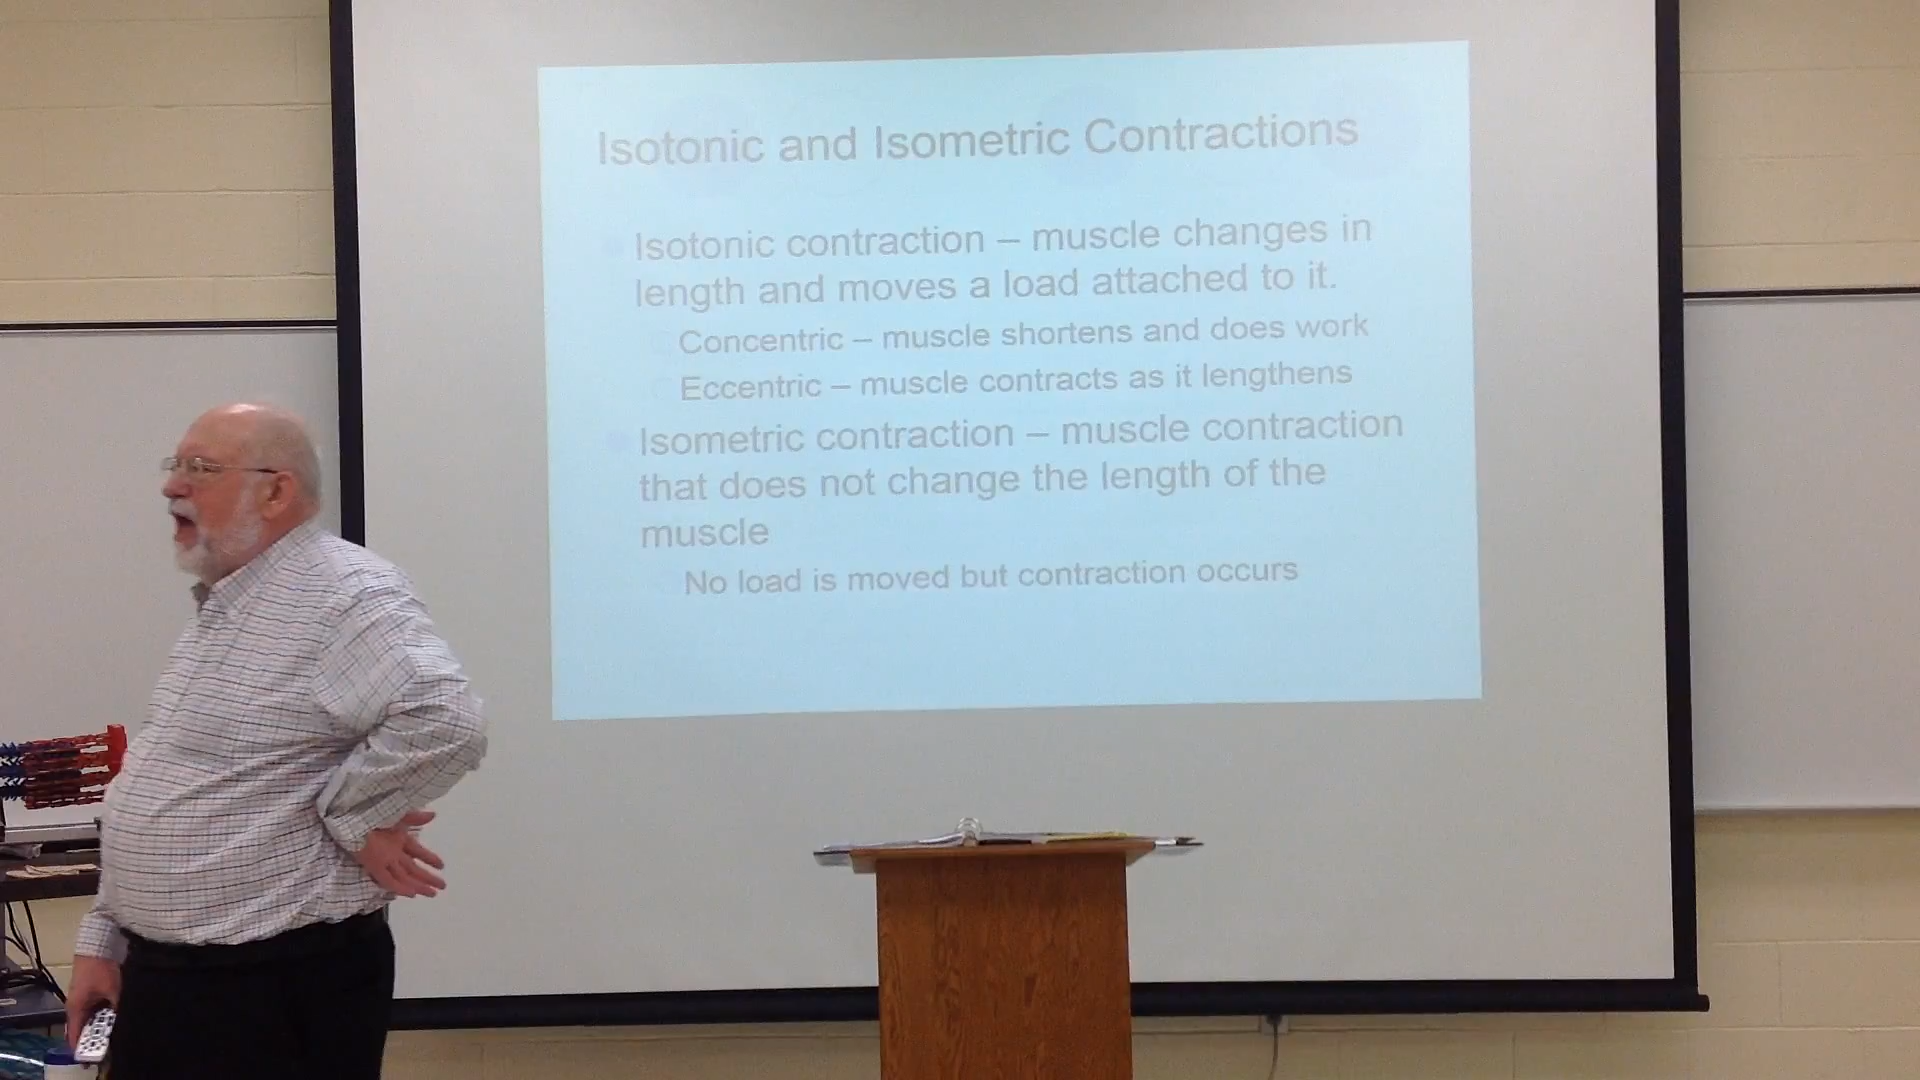 Isotonic and Isometric Contractions
Isotonic contraction – muscle changes in
length and moves a load attached to it.
Concentric – muscle shortens and does work
Eccentric – muscle contracts as it lengthens
Isometric contraction – muscle contraction
that does not change the length of the
muscle
No load is moved but contraction occurs